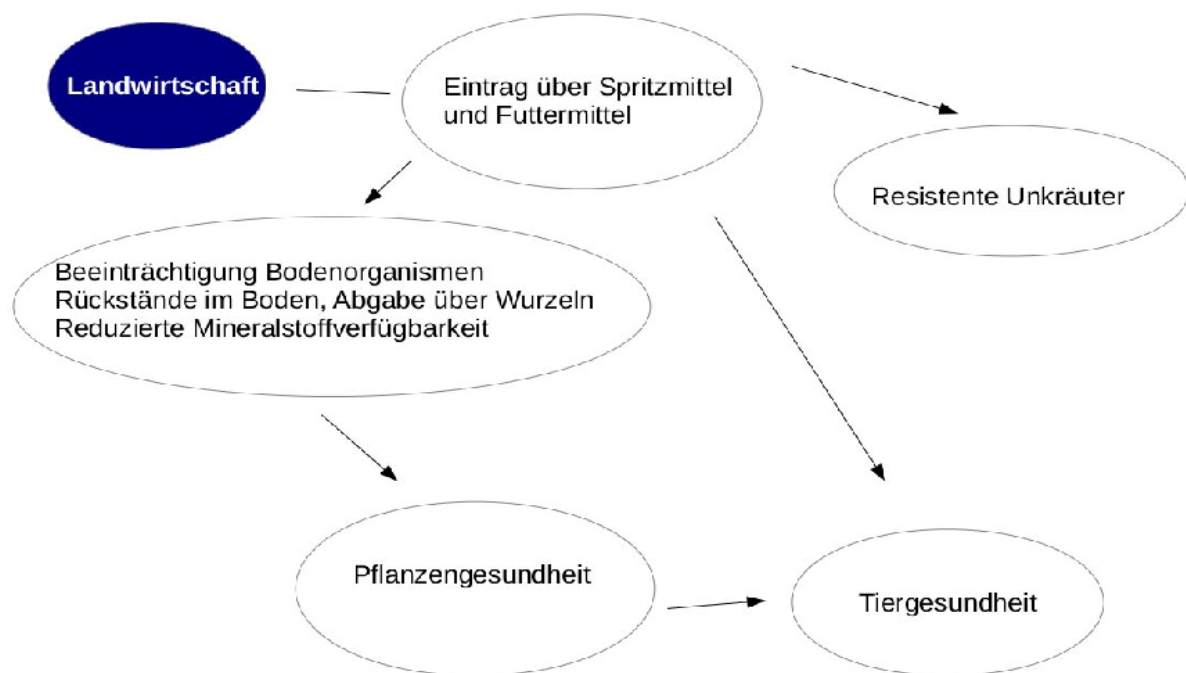 Landwirtschaft
Eintrag über Spritzmittel
und Futtermittel
Resistente Unkräuter
Beeinträchtigung Bodenorganismen
Rückstände im Boden, Abgabe über Wurzeln
Reduzierte Mineralstoffverfügbarkeit
Pflanzengesundheit
Tiergesundheit